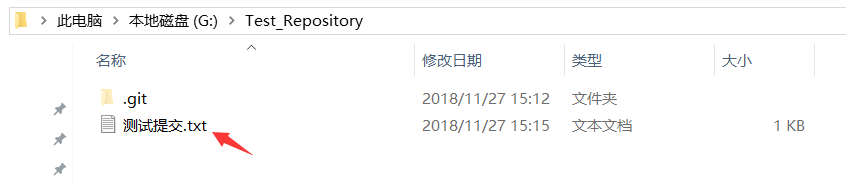 此电脑 > 本地磁盘 (G:) > Test_Repository
名称 修改日期 类型 大小
.git 2018/11/27 15:12 文件夹
测试提交.txt 2018/11/27 15:15 文本文档 1 KB